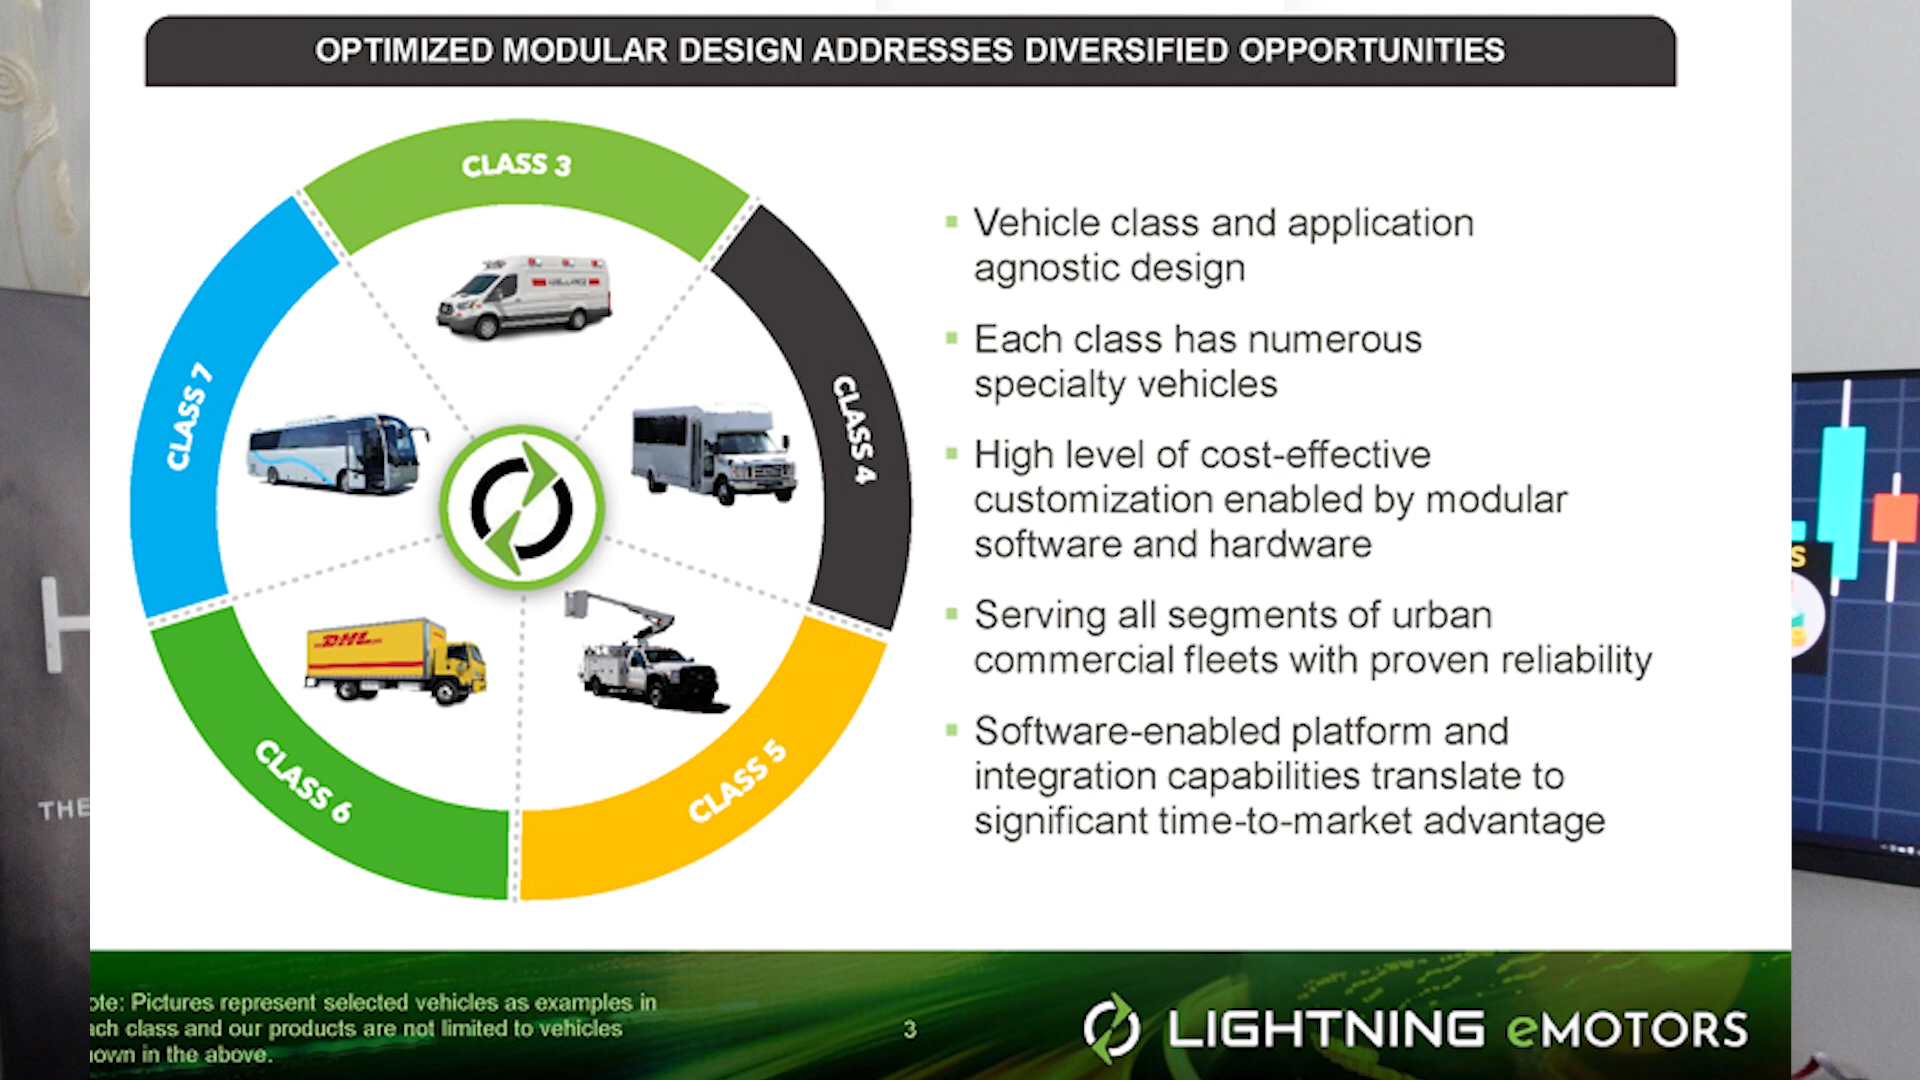 OPTIMIZED MODULAR DESIGN ADDRESSES DIVERSIFIED OPPORTUNITIES
CLASS 3
CLASS 4
CLASS 5
CLASS 6
CLASS 7
AMBULANCE
DHL
Vehicle class and application
agnostic design
Each class has numerous
specialty vehicles
High level of cost-effective
customization enabled by modular
software and hardware
Serving all segments of urban
commercial fleets with proven reliability
Software-enabled platform and
integration capabilities translate to
significant time-to-market advantage
ote: Pictures represent selected vehicles as examples in
ach class and our products are not limited to vehicles
own in the above.
3
LIGHTNING eMOTORS
H
THE
S